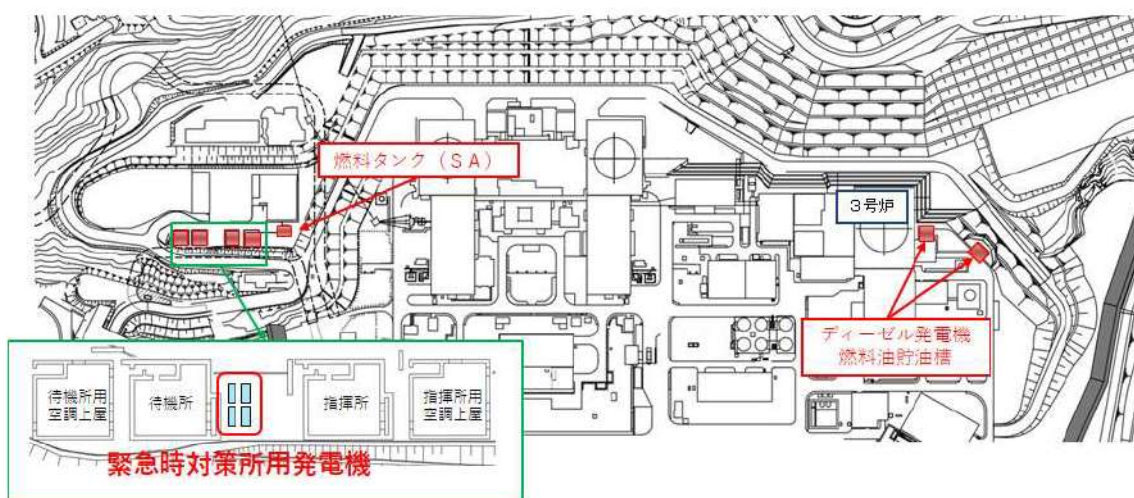 燃料タンク（ＳＡ）
３号炉
ディーゼル発電機
燃料油貯油槽
待機所用
空調上屋
待機所
指揮所
指揮所用
空調上屋
緊急時対策所用発電機